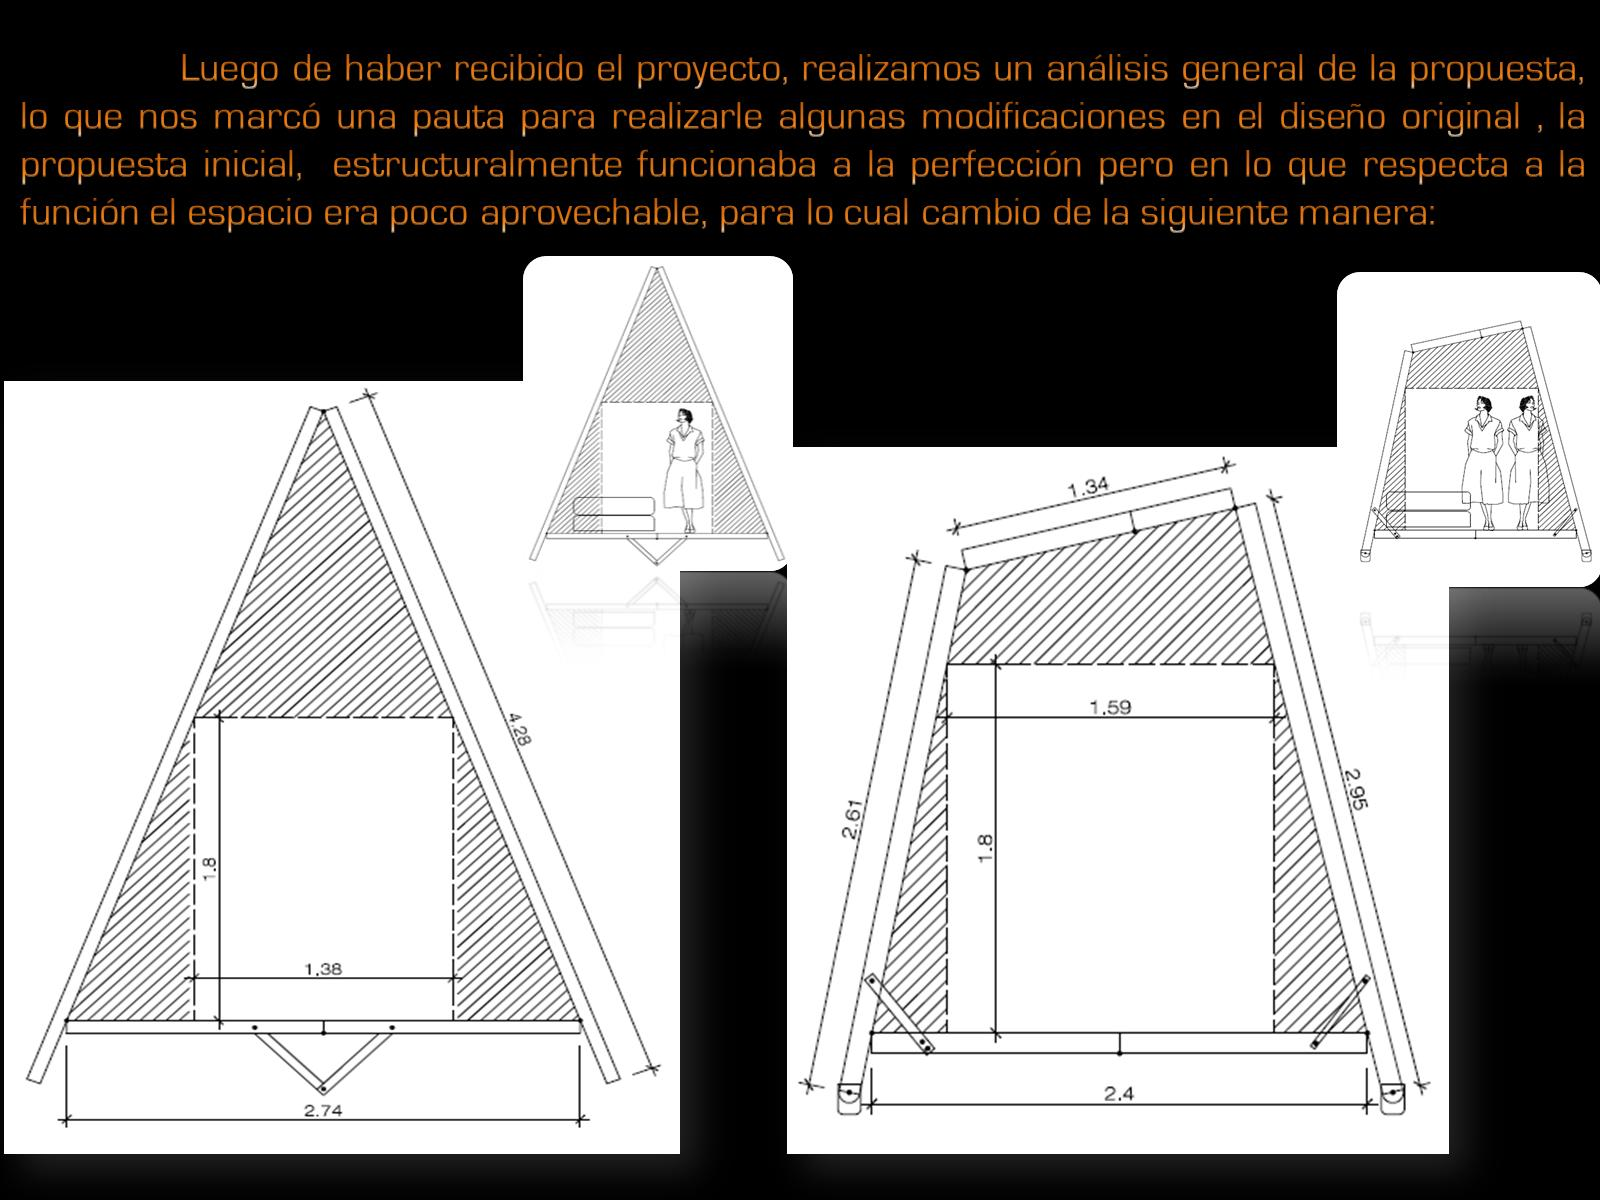 Luego de haber recibido el proyecto, realizamos un análisis general de la propuesta,
lo que nos marcó una pauta para realizarle algunas modificaciones en el diseño original , la
propuesta inicial, estructuralmente funcionaba a la perfección pero en lo que respecta a la
función el espacio era poco aprovechable, para lo cual cambio de la siguiente manera:
4.28
1.8
1.38
2.74
1.34
1.59
2.61
2.95
1.8
2.4